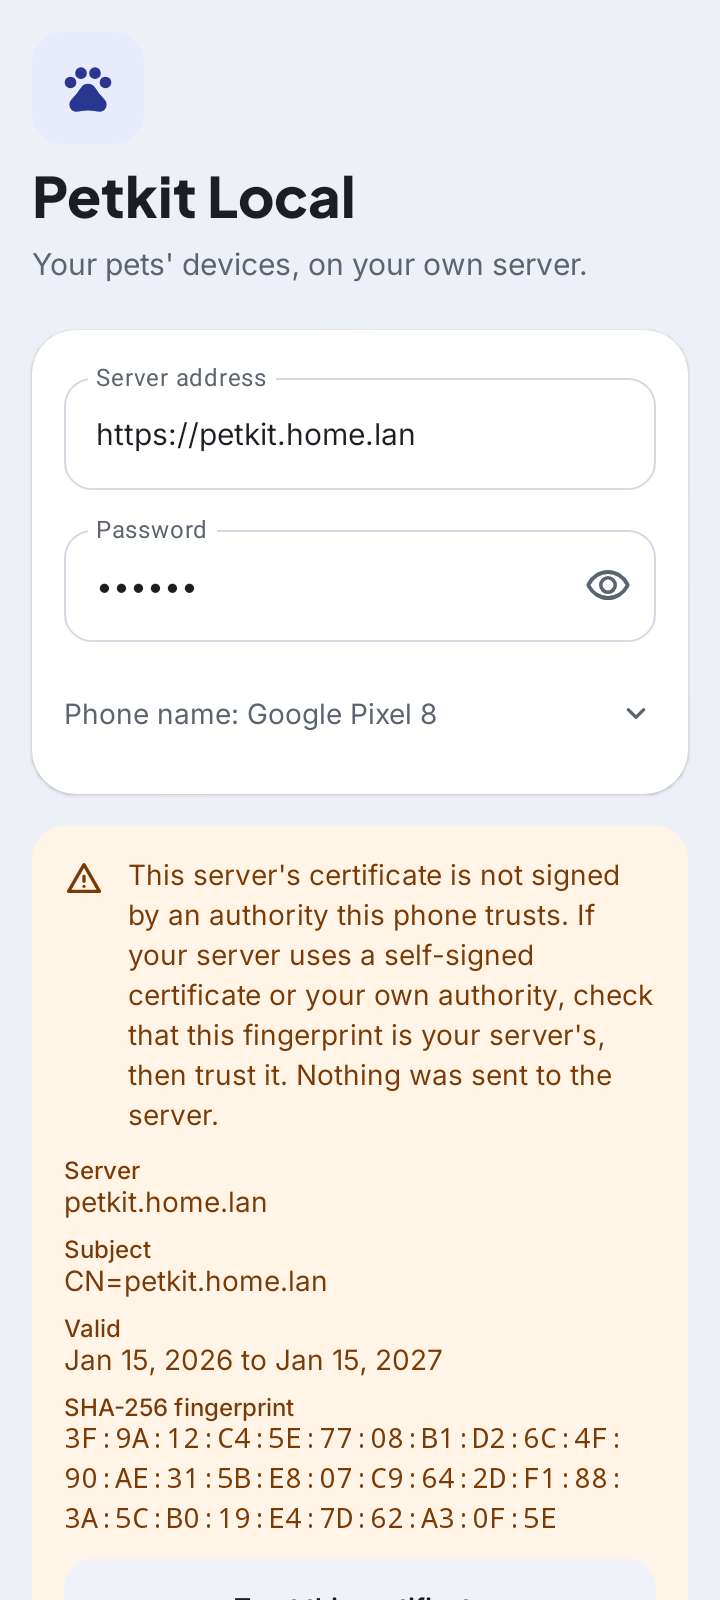 Petkit Local
Your pets' devices, on your own server.
Server address
https://petkit.home.lan
Password
••••••
Phone name: Google Pixel 8
This server's certificate is not signed
by an authority this phone trusts. If
your server uses a self-signed
certificate or your own authority, check
that this fingerprint is your server's,
then trust it. Nothing was sent to the
server.
Server
petkit.home.lan
Subject
CN=petkit.home.lan
Valid
Jan 15, 2026 to Jan 15, 2027
SHA-256 fingerprint
3F:9A:12:C4:5E:77:08:B1:D2:6C:4F:
90:AE:31:5B:E8:07:C9:64:2D:F1:88:
3A:5C:B0:19:E4:7D:62:A3:0F:5E